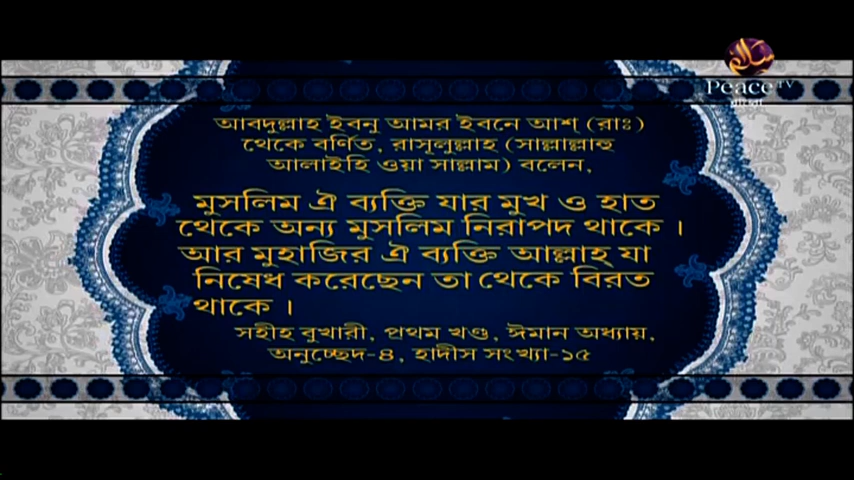 سلام
Peace TV
বাংলা
আবদুল্লাহ ইবনু আমর ইবনে আশ্ (রাঃ)
থেকে বর্ণিত, রাসূলুল্লাহ (সাল্লাল্লাহু
আলাইহি ওয়া সাল্লাম) বলেন,
মুসলিম ঐ ব্যক্তি যার মুখ ও হাত
থেকে অন্য মুসলিম নিরাপদ থাকে ।
আর মুহাজির ঐ ব্যক্তি আল্লাহ্ যা
নিষেধ করেছেন তা থেকে বিরত
থাকে ।
সহীহ বুখারী, প্রথম খণ্ড, ঈমান অধ্যায়,
অনুচ্ছেদ-৪, হাদীস সংখ্যা-১৫